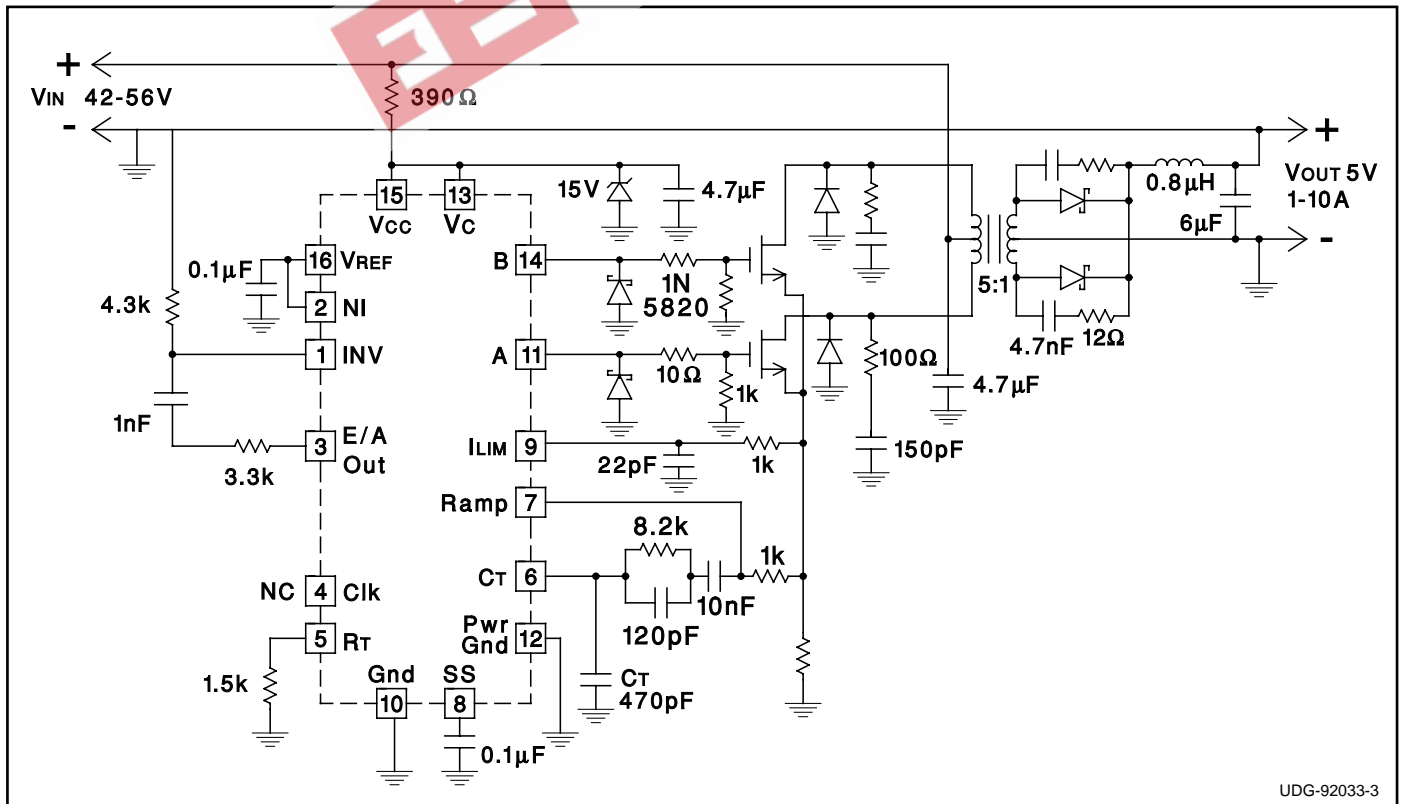 +
VIN 42-56V
-
390Ω
+
VOUT 5V
1-10A
-
15
VCC
13
VC
15V
4.7µF
0.8µH
6µF
5:1
4.7nF
12Ω
16 VREF
0.1µF
2 NI
4.3k
1 INV
1nF
3 E/A
Out
3.3k
NC 4 Clk
5 RT
1.5k
Gnd
10
SS
8
0.1µF
B 14
1N
5820
A 11
10Ω
1k
100Ω
4.7µF
150pF
ILIM 9
22pF
1k
Ramp 7
8.2k
1k
CT 6
10nF
120pF
Pwr
Gnd 12
CT
470pF
UDG-92033-3